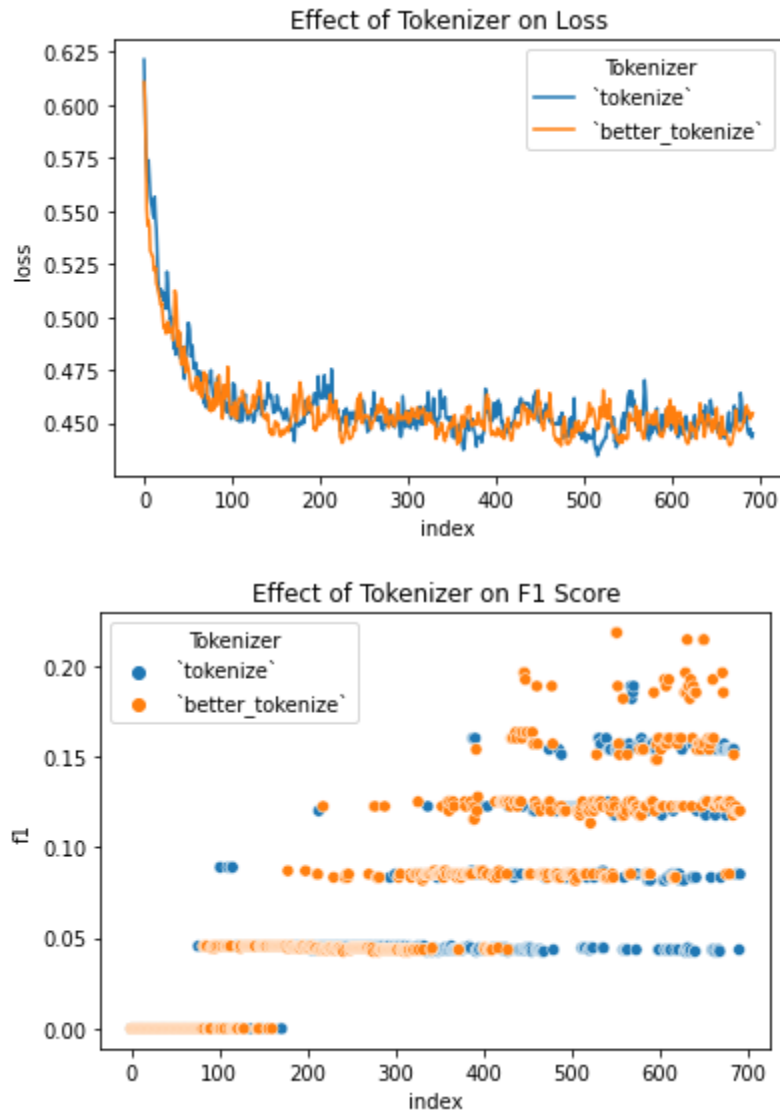 Effect of Tokenizer on Loss
0.625
0.600
0.575
0.550
0.525
0.500
0.475
0.450
loss
Tokenizer
`tokenize`
`better_tokenize`
0 100 200 300 400 500 600 700
index
Effect of Tokenizer on F1 Score
0.20
0.15
0.10
0.05
0.00
f1
Tokenizer
`tokenize`
`better_tokenize`
0 100 200 300 400 500 600 700
index